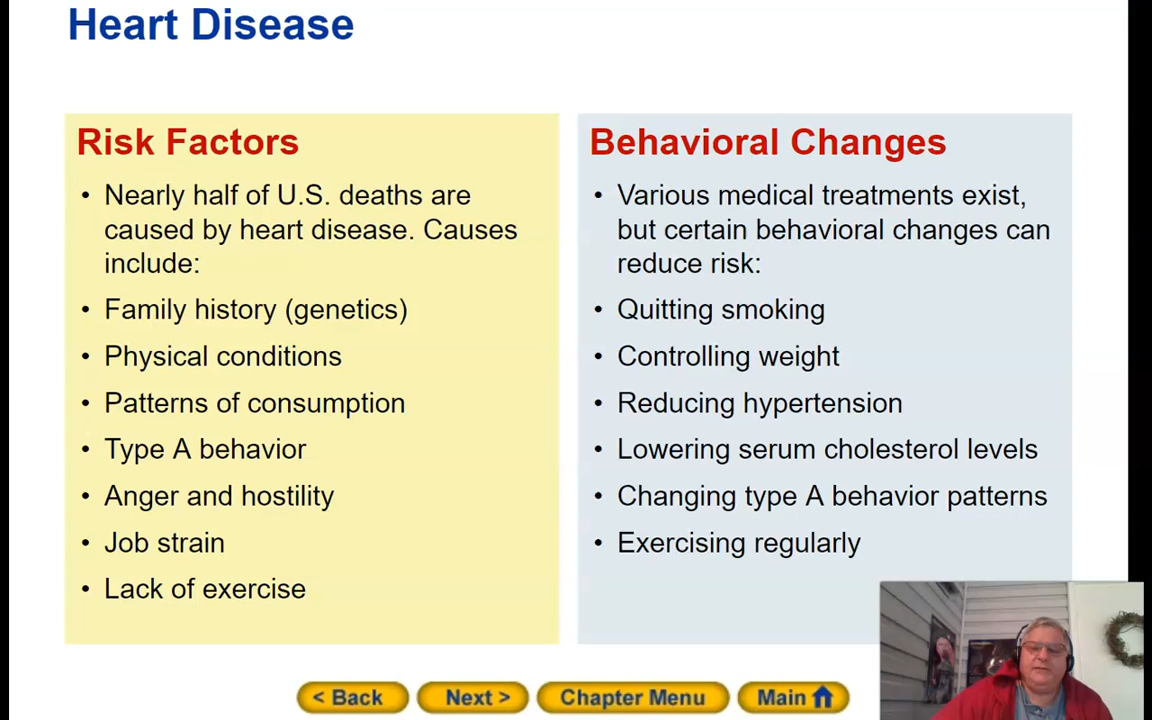 Heart Disease
Risk Factors
• Nearly half of U.S. deaths are
caused by heart disease. Causes
include:
• Family history (genetics)
• Physical conditions
• Patterns of consumption
• Type A behavior
• Anger and hostility
• Job strain
• Lack of exercise
Behavioral Changes
• Various medical treatments exist,
but certain behavioral changes can
reduce risk:
• Quitting smoking
• Controlling weight
• Reducing hypertension
• Lowering serum cholesterol levels
• Changing type A behavior patterns
• Exercising regularly
< Back Next > Chapter Menu Main